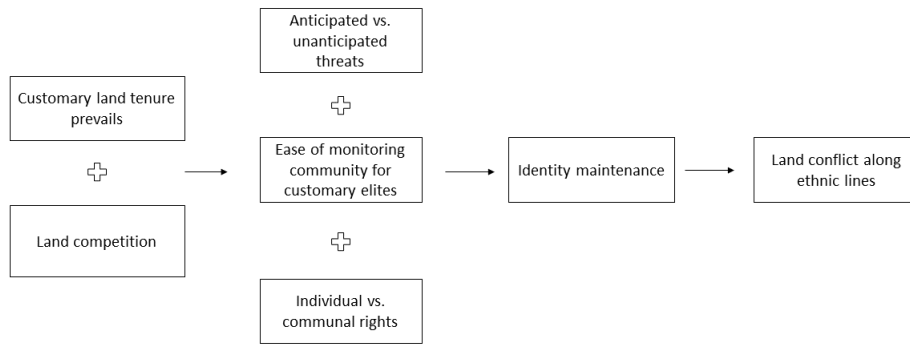 Customary land tenure
prevails
Land competition
Anticipated vs.
unanticipated
threats
Ease of monitoring
community for
customary elites
Individual vs.
communal rights
Identity maintenance
Land conflict along
ethnic lines